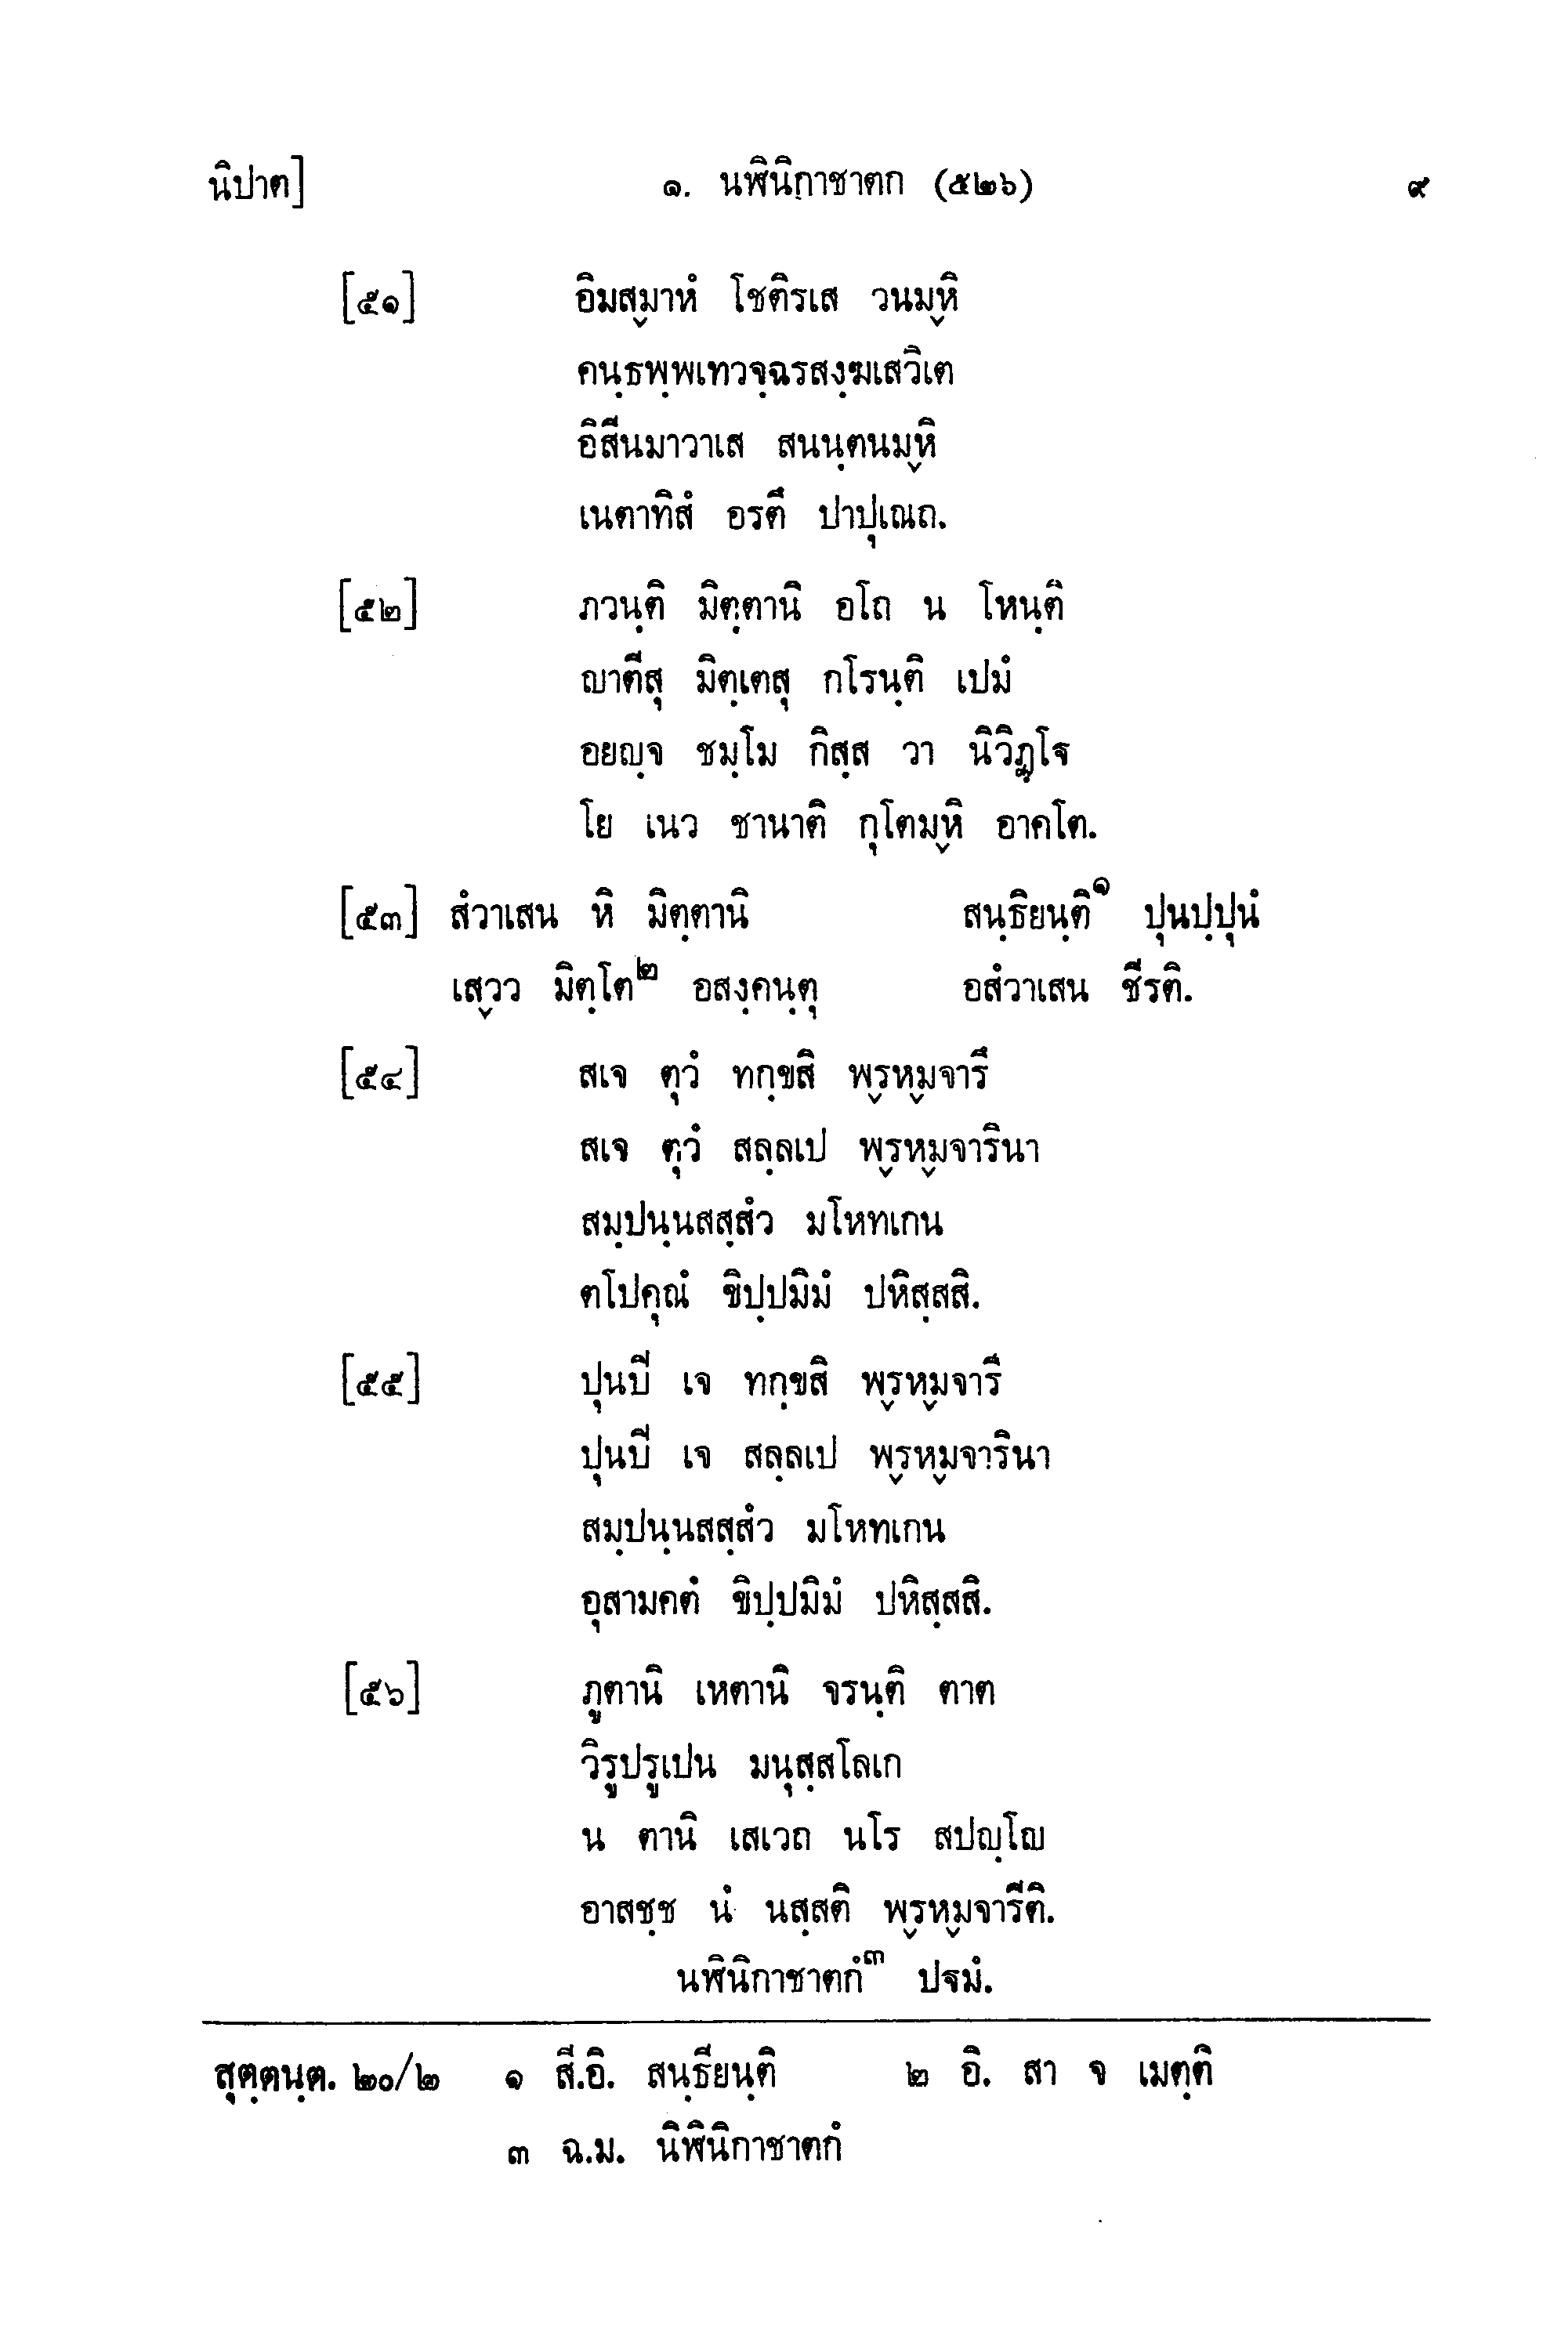 นิปาต] ๑. นฬินิกาชาตก (๕๒๖) ๙
[๕๑] อิมสฺมาหํ โชติรเส วนมฺหิ
คนฺธพฺพเทวจฺฉรสงฺฆเสวิเต
อิสีนมาวาเส สนนฺตนมฺหิ
เนตาทิสํ อรตึ ปาปุเณถ.
[๕๒] ภวนฺติ มิตฺตานิ อโถ น โหนฺติ
ญาตีสุ มิตฺเตสุ กโรนฺติ เปมํ
อยญฺจ ชมฺโม กิสฺส วา นิวิฏฺโฐ
โย เนว ชานาติ กุโตมฺหิ อาคโต.
[๕๓] สํวาเสน หิ มิตฺตานิ สนฺธิยนฺติ๑ ปุนปฺปุนํ
เสฺวว มิตฺโต๒ อสงฺคนฺตุ อสํวาเสน ชีรติ.
[๕๔] สเจ ตุวํ ทกฺขสิ พฺรหฺมจารึ
สเจ ตุวํ สลฺลเป พฺรหฺมจารินา
สมฺปนฺนสสฺสํว มโหทเกน
ตโปคุณํ ขิปฺปมิมํ ปหิสฺสสิ.
[๕๕] ปุนปิ เจ ทกฺขสิ พฺรหฺมจารึ
ปุนปิ เจ สลฺลเป พฺรหฺมจารินา
สมฺปนฺนสสฺสํว มโหทเกน
อุสามคตํ ขิปฺปมิมํ ปหิสฺสสิ.
[๕๖] ภูตานิ เหตานิ จรนฺติ ตาต
วิรูปรูเปน มนุสฺสโลเก
น ตานิ เสเวถ นโร สปญฺโญ
อาสชฺช นํ นสฺสติ พฺรหฺมจารีติ.
นฬินิกาชาตกํ๓ ปฐมํ.
สุตฺตนฺต. ๒๐/๒ ๑ สี.อิ. สนฺธียนฺติ ๒ อิ. สา จ เมตฺติ
๓ ฉ.ม. นิฬินิกาชาตกํ